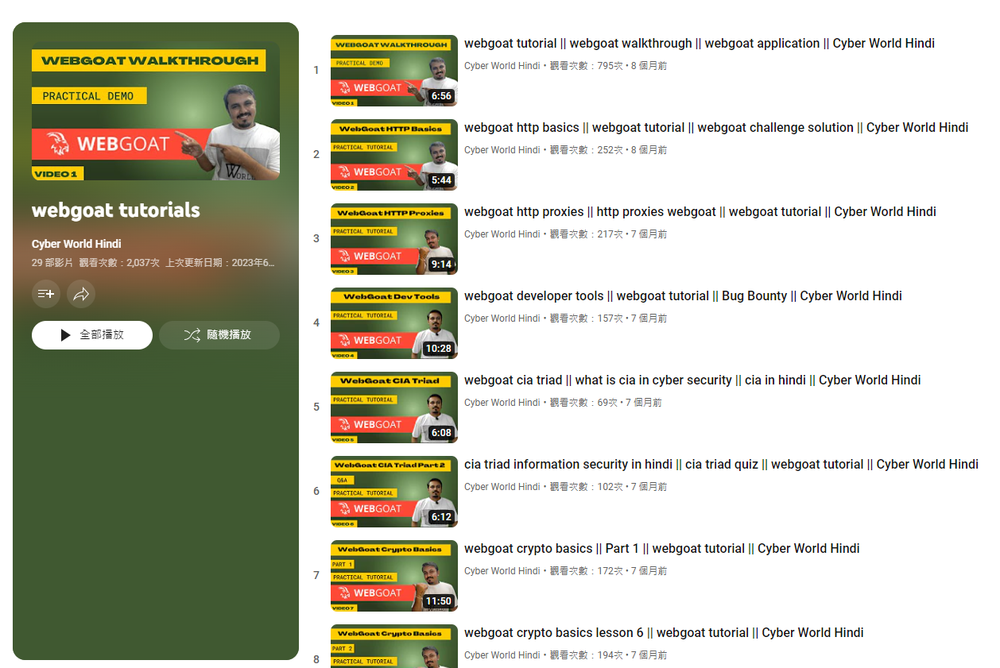 WEBGOAT WALKTHROUGH
PRACTICAL DEMO
WEBGOAT
VIDEO 1
webgoat tutorials
Cyber World Hindi
29 部影片 觀看次數：2,037次 上次更新日期：2023年6...
全部播放
隨機播放
1
WEBGOAT WALKTHROUGH
PRACTICAL DEMO
WEBGOAT
VIDEO 1
6:56
webgoat tutorial || webgoat walkthrough || webgoat application || Cyber World Hindi
Cyber World Hindi • 觀看次數：795次 • 8 個月前
2
WebGoat HTTP Basics
PRACTICAL TUTORIAL
WEBGOAT
VIDEO 2
5:44
webgoat http basics || webgoat tutorial || webgoat challenge solution || Cyber World Hindi
Cyber World Hindi • 觀看次數：252次 • 8 個月前
3
WebGoat HTTP Proxies
PRACTICAL TUTORIAL
WEBGOAT
VIDEO 3
9:14
webgoat http proxies || http proxies webgoat || webgoat tutorial || Cyber World Hindi
Cyber World Hindi • 觀看次數：217次 • 7 個月前
4
WebGoat Dev Tools
PRACTICAL TUTORIAL
WEBGOAT
VIDEO 4
10:28
webgoat developer tools || webgoat tutorial || Bug Bounty || Cyber World Hindi
Cyber World Hindi • 觀看次數：157次 • 7 個月前
5
WebGoat CIA Triad
PRACTICAL TUTORIAL
WEBGOAT
VIDEO 5
6:08
webgoat cia triad || what is cia in cyber security || cia in hindi || Cyber World Hindi
Cyber World Hindi • 觀看次數：69次 • 7 個月前
6
WebGoat CIA Triad Part 2
Q&A
PRACTICAL TUTORIAL
WEBGOAT
VIDEO 6
6:12
cia triad information security in hindi || cia triad quiz || webgoat tutorial || Cyber World Hindi
Cyber World Hindi • 觀看次數：102次 • 7 個月前
7
WebGoat Crypto Basics
PART 1
PRACTICAL TUTORIAL
WEBGOAT
VIDEO 7
11:50
webgoat crypto basics || Part 1 || webgoat tutorial || Cyber World Hindi
Cyber World Hindi • 觀看次數：172次 • 7 個月前
8
WebGoat Crypto Basics
PART 2
PRACTICAL TUTORIAL
webgoat crypto basics lesson 6 || webgoat tutorial || Cyber World Hindi
Cyber World Hindi • 觀看次數：194次 • 7 個月前